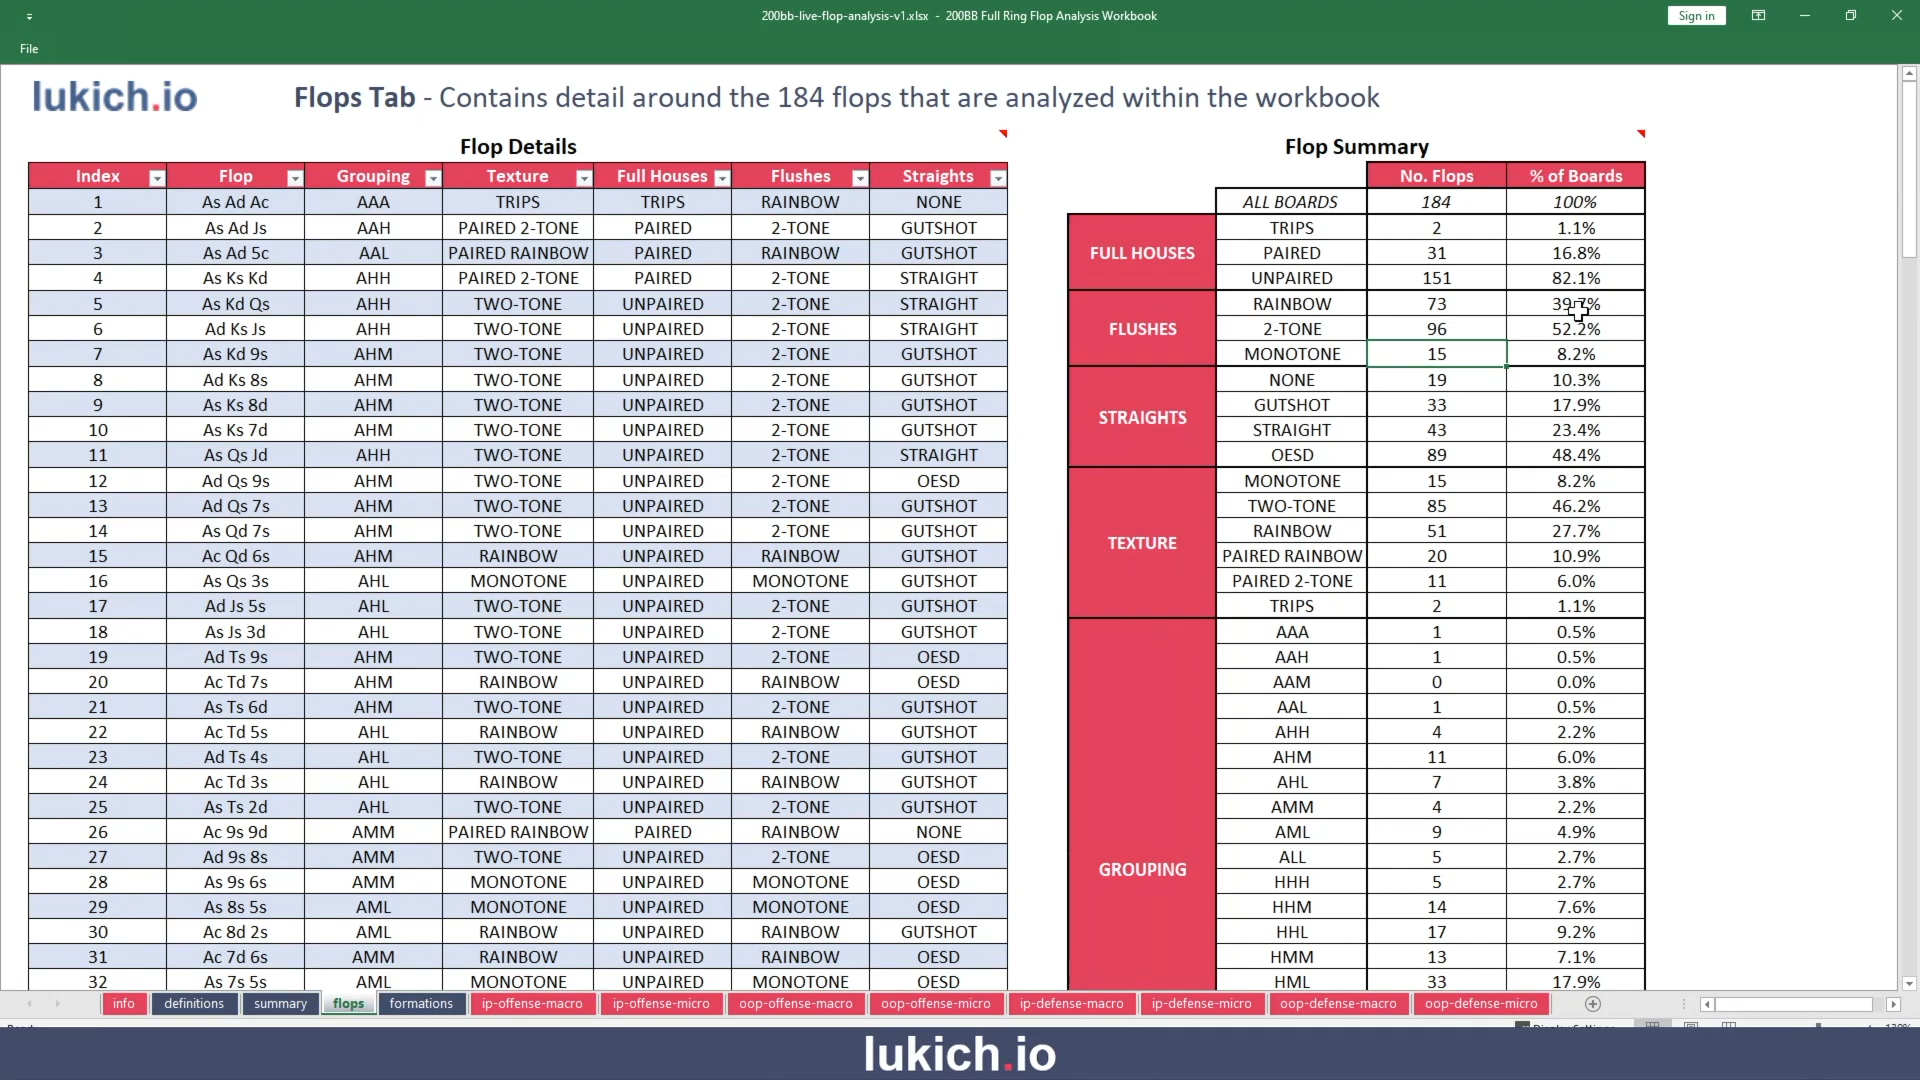 200bb-live-flop-analysis-v1.xlsx - 200BB Full Ring Flop Analysis Workbook
Sign in
File
lukich.io
Flops Tab - Contains detail around the 184 flops that are analyzed within the workbook
Flop Details
Index Flop Grouping Texture Full Houses Flushes Straights
1 As Ad Ac AAA TRIPS TRIPS RAINBOW NONE
2 As Ad Js AAH PAIRED 2-TONE PAIRED 2-TONE GUTSHOT
3 As Ad 5c AAL PAIRED RAINBOW PAIRED RAINBOW GUTSHOT
4 As Ks Kd AHH PAIRED 2-TONE PAIRED 2-TONE STRAIGHT
5 As Kd Qs AHH TWO-TONE UNPAIRED 2-TONE STRAIGHT
6 Ad Ks Js AHH TWO-TONE UNPAIRED 2-TONE STRAIGHT
7 As Kd 9s AHM TWO-TONE UNPAIRED 2-TONE GUTSHOT
8 Ad Ks 8s AHM TWO-TONE UNPAIRED 2-TONE GUTSHOT
9 As Ks 8d AHM TWO-TONE UNPAIRED 2-TONE GUTSHOT
10 As Ks 7d AHM TWO-TONE UNPAIRED 2-TONE GUTSHOT
11 As Qs Jd AHH TWO-TONE UNPAIRED 2-TONE STRAIGHT
12 Ad Qs 9s AHM TWO-TONE UNPAIRED 2-TONE OESD
13 Ad Qs 7s AHM TWO-TONE UNPAIRED 2-TONE GUTSHOT
14 As Qd 7s AHM TWO-TONE UNPAIRED 2-TONE GUTSHOT
15 Ac Qd 6s AHM RAINBOW UNPAIRED RAINBOW GUTSHOT
16 As Qs 3s AHL MONOTONE UNPAIRED MONOTONE GUTSHOT
17 Ad Js 5s AHL TWO-TONE UNPAIRED 2-TONE GUTSHOT
18 As Js 3d AHL TWO-TONE UNPAIRED 2-TONE GUTSHOT
19 Ad Ts 9s AHM TWO-TONE UNPAIRED 2-TONE OESD
20 Ac Td 7s AHM RAINBOW UNPAIRED RAINBOW OESD
21 As Ts 6d AHM TWO-TONE UNPAIRED 2-TONE GUTSHOT
22 Ac Td 5s AHL RAINBOW UNPAIRED RAINBOW GUTSHOT
23 Ad Ts 4s AHL TWO-TONE UNPAIRED 2-TONE GUTSHOT
24 Ac Td 3s AHL RAINBOW UNPAIRED RAINBOW GUTSHOT
25 As Ts 2d AHL TWO-TONE UNPAIRED 2-TONE GUTSHOT
26 Ac 9s 9d AMM PAIRED RAINBOW PAIRED RAINBOW NONE
27 Ad 9s 8s AMM TWO-TONE UNPAIRED 2-TONE OESD
28 As 9s 6s AMM MONOTONE UNPAIRED MONOTONE OESD
29 As 8s 5s AML MONOTONE UNPAIRED MONOTONE OESD
30 Ac 8d 2s AML RAINBOW UNPAIRED RAINBOW GUTSHOT
31 Ac 7d 6s AMM RAINBOW UNPAIRED RAINBOW OESD
32 As 7s 5s AML MONOTONE UNPAIRED MONOTONE OESD
Flop Summary
No. Flops % of Boards
ALL BOARDS 184 100%
FULL HOUSES
TRIPS 2 1.1%
PAIRED 31 16.8%
UNPAIRED 151 82.1%
FLUSHES
RAINBOW 73 39.7%
2-TONE 96 52.2%
MONOTONE 15 8.2%
STRAIGHTS
NONE 19 10.3%
GUTSHOT 33 17.9%
STRAIGHT 43 23.4%
OESD 89 48.4%
TEXTURE
MONOTONE 15 8.2%
TWO-TONE 85 46.2%
RAINBOW 51 27.7%
PAIRED RAINBOW 20 10.9%
PAIRED 2-TONE 11 6.0%
TRIPS 2 1.1%
GROUPING
AAA 1 0.5%
AAH 1 0.5%
AAM 0 0.0%
AAL 1 0.5%
AHH 4 2.2%
AHM 11 6.0%
AHL 7 3.8%
AMM 4 2.2%
AML 9 4.9%
ALL 5 2.7%
HHH 5 2.7%
HHM 14 7.6%
HHL 17 9.2%
HMM 13 7.1%
HML 33 17.9%
info definitions summary flops formations ip-offense-macro ip-offense-micro oop-offense-macro oop-offense-micro ip-defense-macro ip-defense-micro oop-defense-macro oop-defense-micro
lukich.io